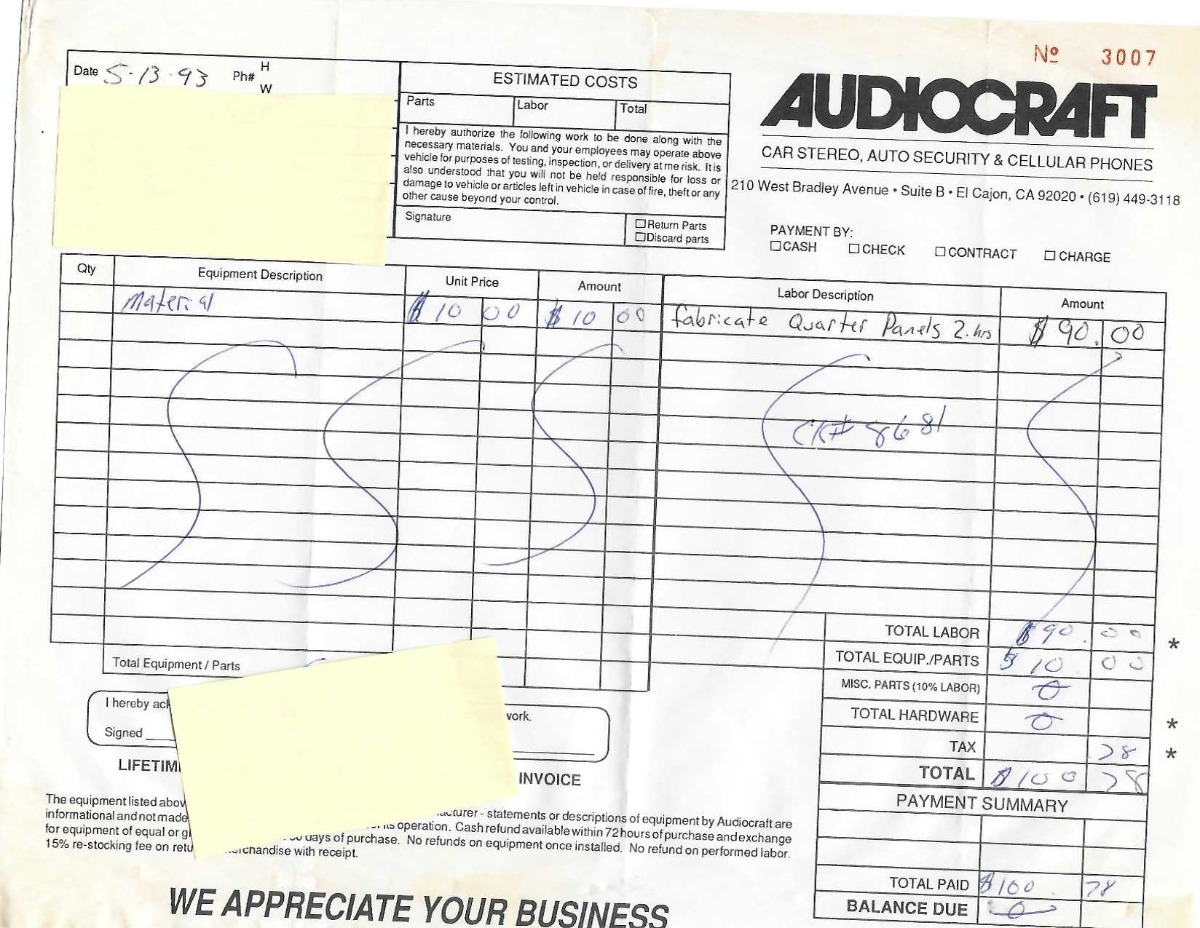 Nº 3007
Date 5-13-93 Ph# H
W
ESTIMATED COSTS
Parts Labor Total
I hereby authorize the following work to be done along with the
necessary materials. You and your employees may operate above
vehicle for purposes of testing, inspection, or delivery at me risk. It is
also understood that you will not be held responsible for loss or
damage to vehicle or articles left in vehicle in case of fire, theft or any
other cause beyond your control.
Signature
☐Return Parts
☐Discard parts
AUDIOCRAFT
CAR STEREO, AUTO SECURITY & CELLULAR PHONES
210 West Bradley Avenue • Suite B • El Cajon, CA 92020 • (619) 449-3118
PAYMENT BY:
☐CASH ☐CHECK ☐CONTRACT ☐CHARGE
Qty Equipment Description Unit Price Amount Labor Description Amount
Material $10 00 $10 00 fabricate Quarter Panels 2. hrs $90.00
CK# 8681
TOTAL LABOR $90.00 *
TOTAL EQUIP./PARTS $10 00
MISC. PARTS (10% LABOR) 0
TOTAL HARDWARE 0 *
TAX 78 *
TOTAL $100 78
Total Equipment / Parts
I hereby work.
Signed
INVOICE
PAYMENT SUMMARY
TOTAL PAID $100. 78
BALANCE DUE 0
The equipment listed - statements or descriptions of equipment by Audiocraft are
informational and not made operation. Cash refund available within 72 hours of purchase and exchange
for equipment of equal or days of purchase. No refunds on equipment once installed. No refund on performed labor.
15% re-stocking fee on with receipt.
WE APPRECIATE YOUR BUSINESS